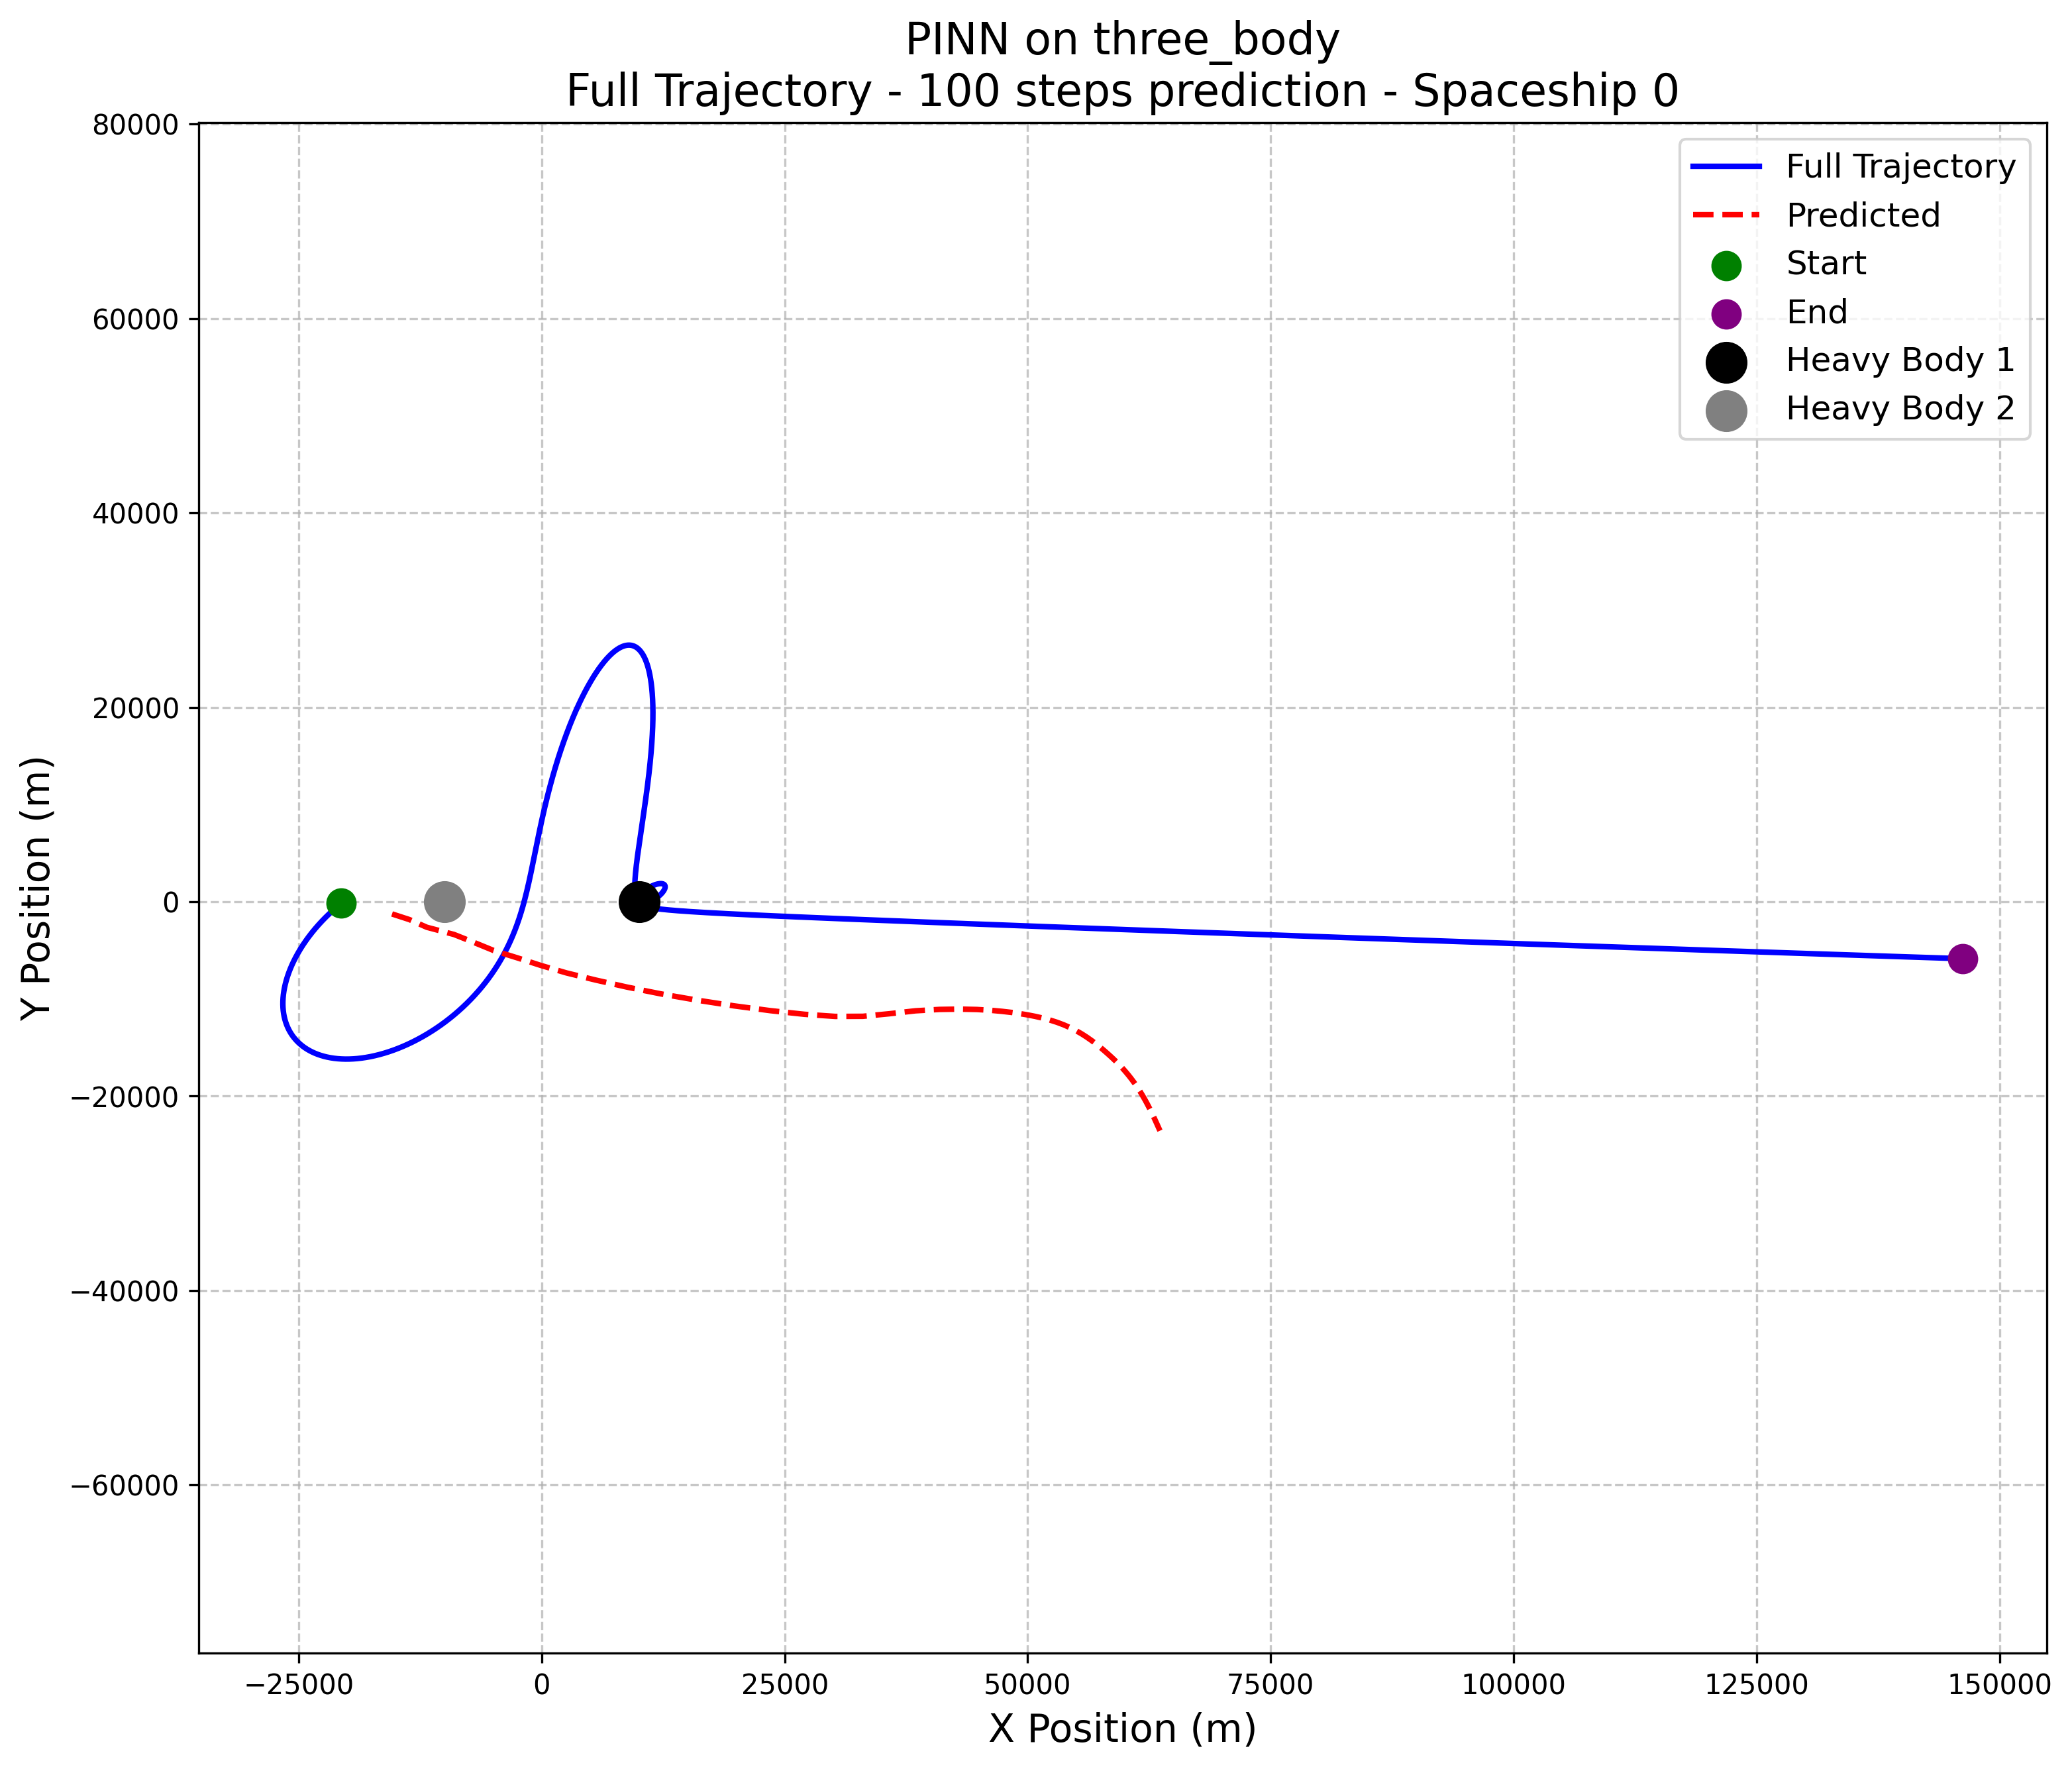 PINN on three_body
Full Trajectory - 100 steps prediction - Spaceship 0
80000
60000
40000
20000
0
−20000
−40000
−60000
Y Position (m)
−25000
0
25000
50000
75000
100000
125000
150000
X Position (m)
Full Trajectory
Predicted
Start
End
Heavy Body 1
Heavy Body 2